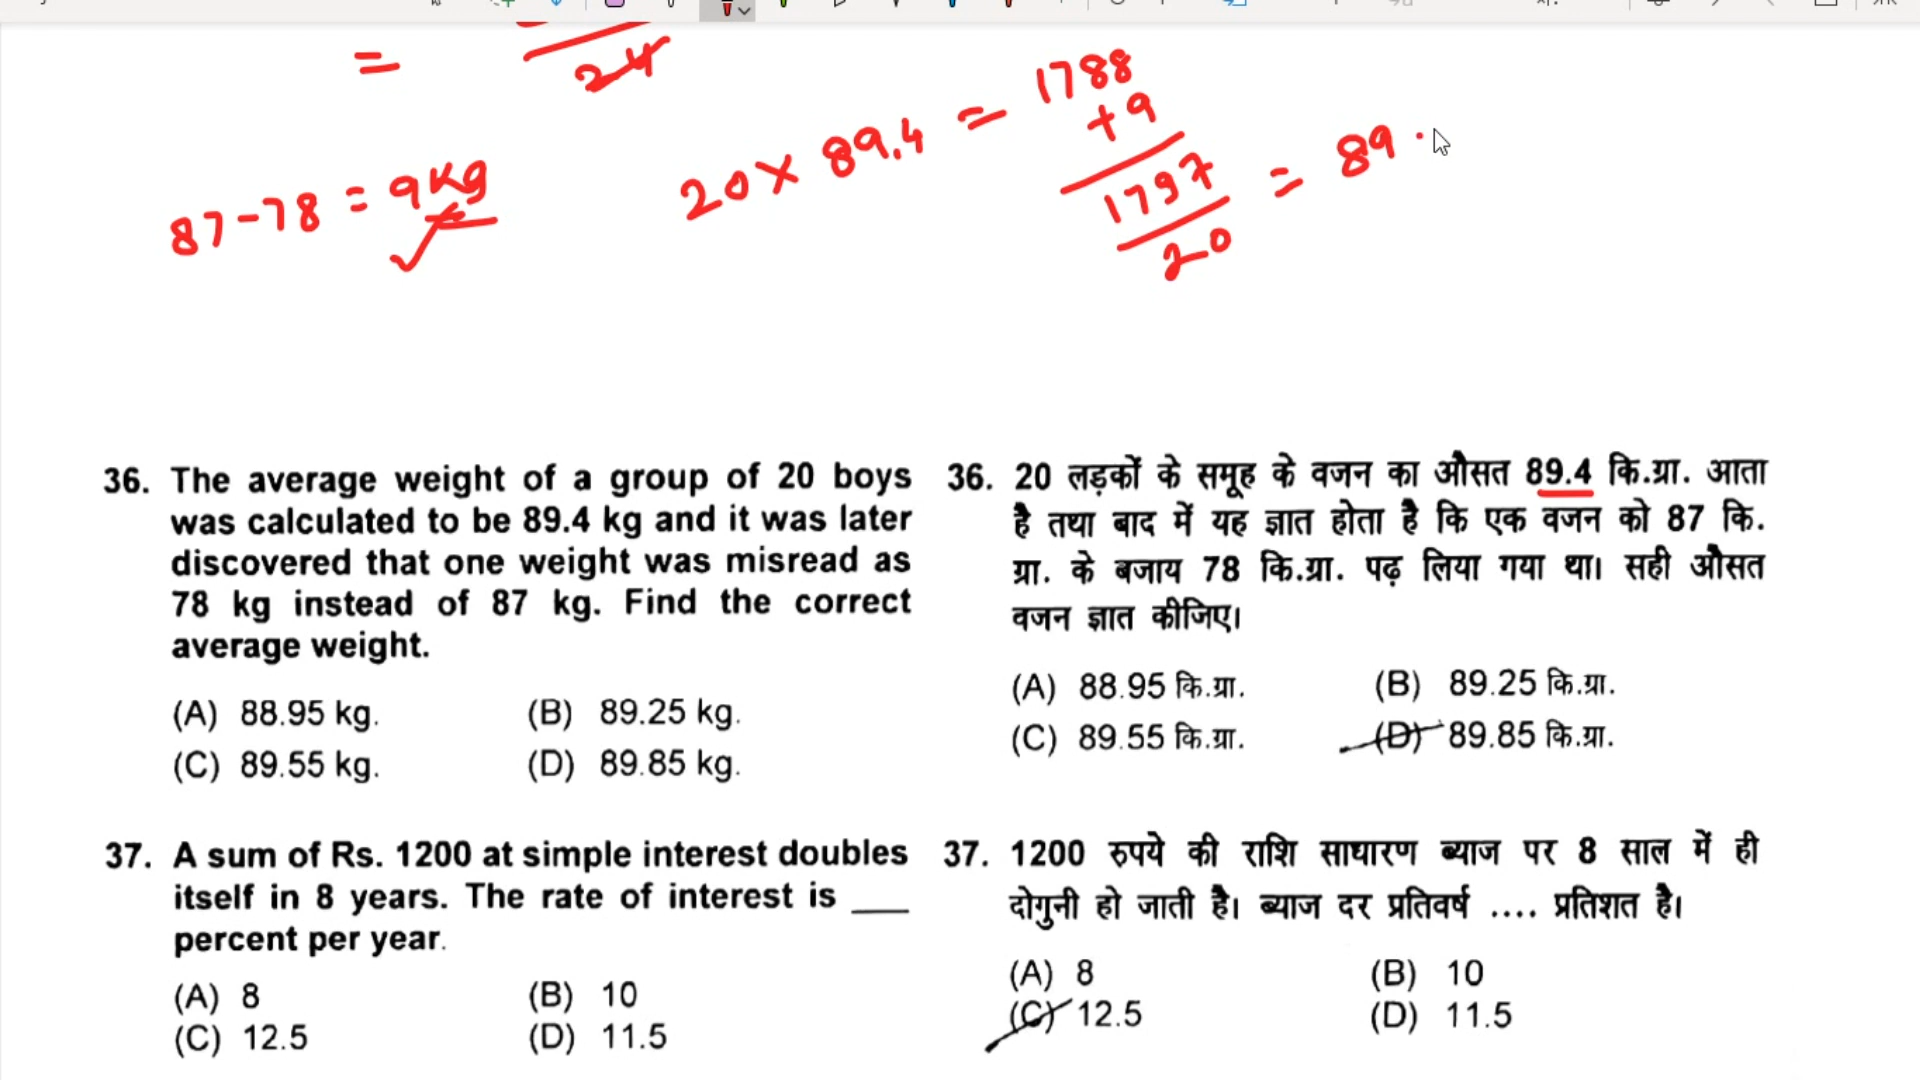 =
24
87-78 = 9kg
20 × 89.4 = 1788
+ 9
1797
20
= 89.
36. The average weight of a group of 20 boys
was calculated to be 89.4 kg and it was later
discovered that one weight was misread as
78 kg instead of 87 kg. Find the correct
average weight.
(A) 88.95 kg. (B) 89.25 kg.
(C) 89.55 kg. (D) 89.85 kg.
37. A sum of Rs. 1200 at simple interest doubles
itself in 8 years. The rate of interest is ___
percent per year.
(A) 8 (B) 10
(C) 12.5 (D) 11.5
36. 20 लड़कों के समूह के वजन का औसत 89.4 कि.ग्रा. आता
है तथा बाद में यह ज्ञात होता है कि एक वजन को 87 कि.
ग्रा. के बजाय 78 कि.ग्रा. पढ़ लिया गया था। सही औसत
वजन ज्ञात कीजिए।
(A) 88.95 कि.ग्रा. (B) 89.25 कि.ग्रा.
(C) 89.55 कि.ग्रा. (D) 89.85 कि.ग्रा.
37. 1200 रुपये की राशि साधारण ब्याज पर 8 साल में ही
दोगुनी हो जाती है। ब्याज दर प्रतिवर्ष .... प्रतिशत है।
(A) 8 (B) 10
(C) 12.5 (D) 11.5